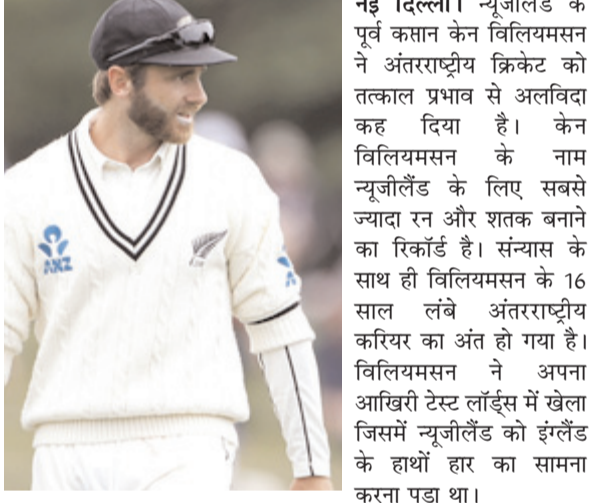 नई दिल्ली। न्यूजीलैंड के
पूर्व कप्तान केन विलियमसन
ने अंतरराष्ट्रीय क्रिकेट को
तत्काल प्रभाव से अलविदा
कह दिया है। केन
विलियमसन के नाम
न्यूजीलैंड के लिए सबसे
ज्यादा रन और शतक बनाने
का रिकॉर्ड है। संन्यास के
साथ ही विलियमसन के 16
साल लंबे अंतरराष्ट्रीय
करियर का अंत हो गया है।
विलियमसन ने अपना
आखिरी टेस्ट लॉर्ड्स में खेला
जिसमें न्यूजीलैंड को इंग्लैंड
के हाथों हार का सामना
करना पड़ा था।
ANZ